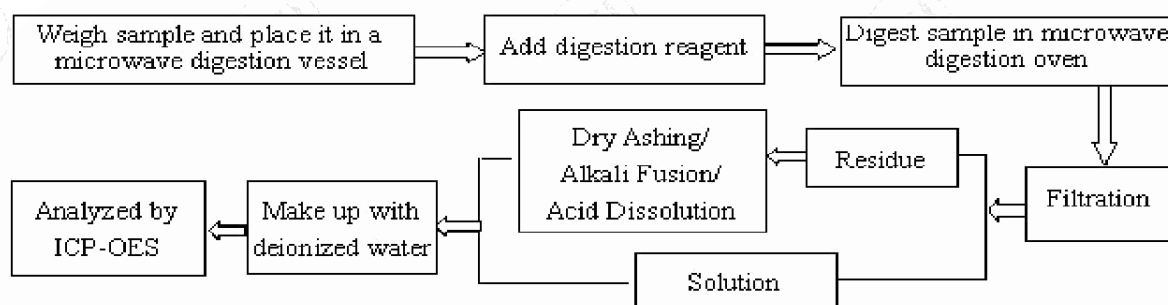 Weigh sample and place it in a
microwave digestion vessel
Add digestion reagent
Digest sample in microwave
digestion oven
Filtration
Residue
Dry Ashing/
Alkali Fusion/
Acid Dissolution
Solution
Make up with
deionized water
Analyzed by
ICP-OES